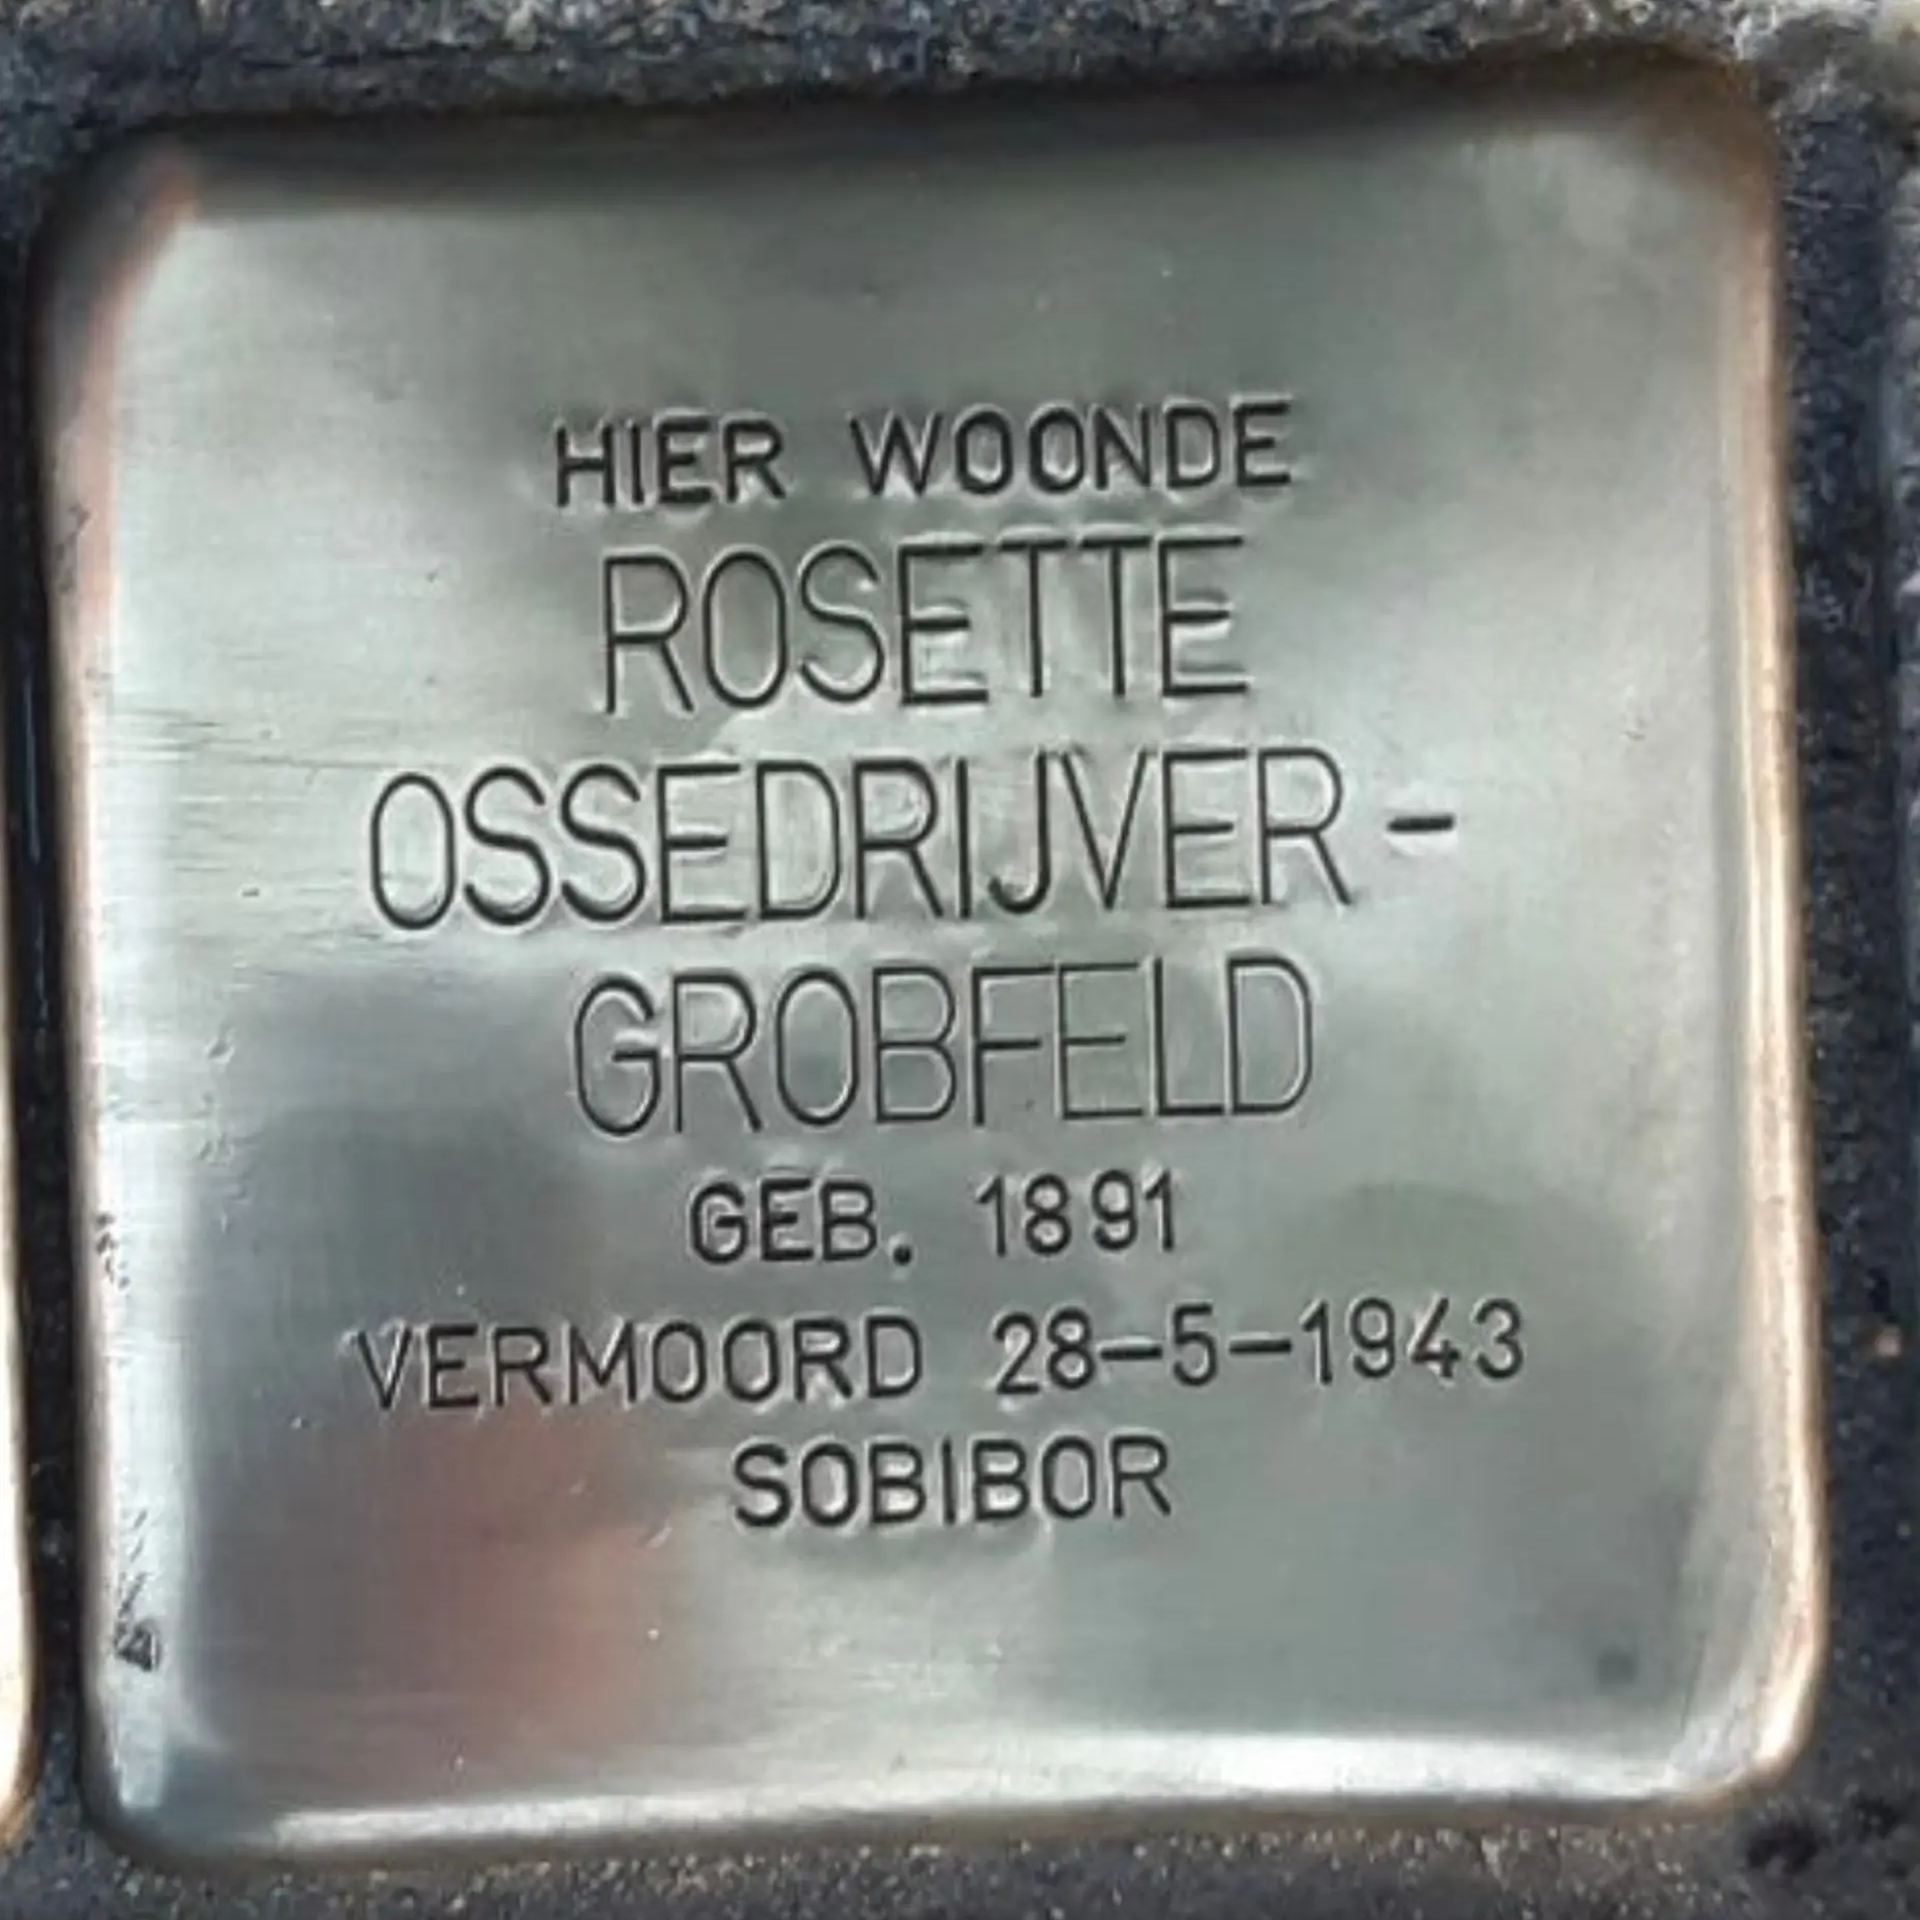 HIER WOONDE
ROSETTE
OSSEDRIJVER-
GROBFELD
GEB. 1891
VERMOORD 28-5-1943
SOBIBOR